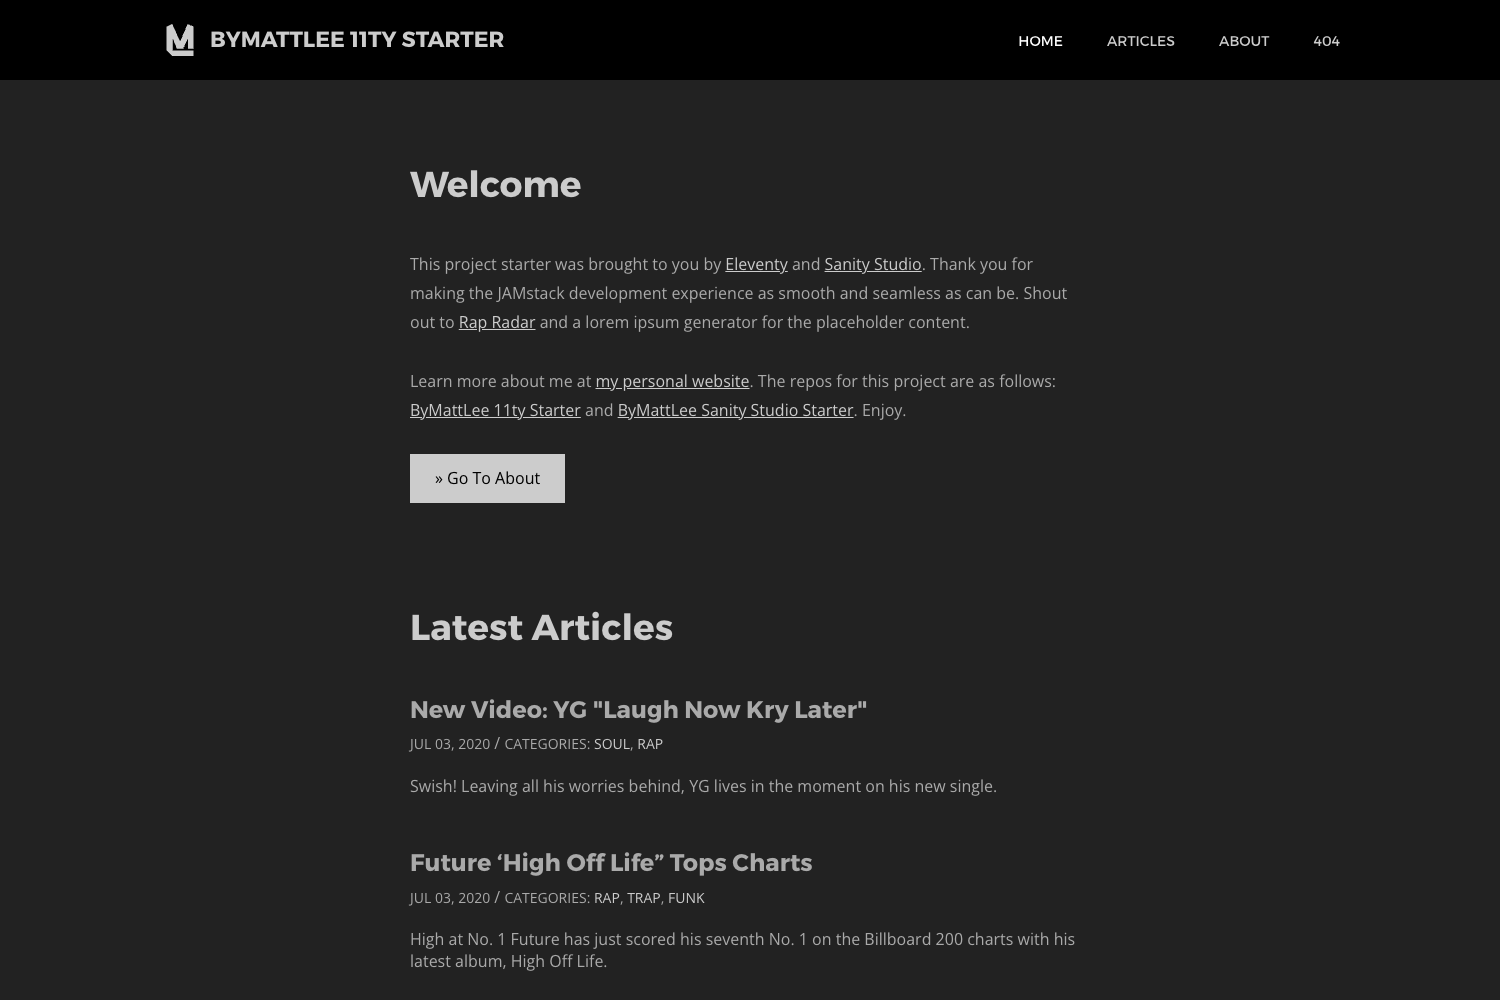 BYMATTLEE 11TY STARTER
HOME ARTICLES ABOUT 404
Welcome
This project starter was brought to you by Eleventy and Sanity Studio. Thank you for
making the JAMstack development experience as smooth and seamless as can be. Shout
out to Rap Radar and a lorem ipsum generator for the placeholder content.
Learn more about me at my personal website. The repos for this project are as follows:
ByMattLee 11ty Starter and ByMattLee Sanity Studio Starter. Enjoy.
» Go To About
Latest Articles
New Video: YG "Laugh Now Kry Later"
JUL 03, 2020 / CATEGORIES: SOUL, RAP
Swish! Leaving all his worries behind, YG lives in the moment on his new single.
Future ‘High Off Life” Tops Charts
JUL 03, 2020 / CATEGORIES: RAP, TRAP, FUNK
High at No. 1 Future has just scored his seventh No. 1 on the Billboard 200 charts with his
latest album, High Off Life.